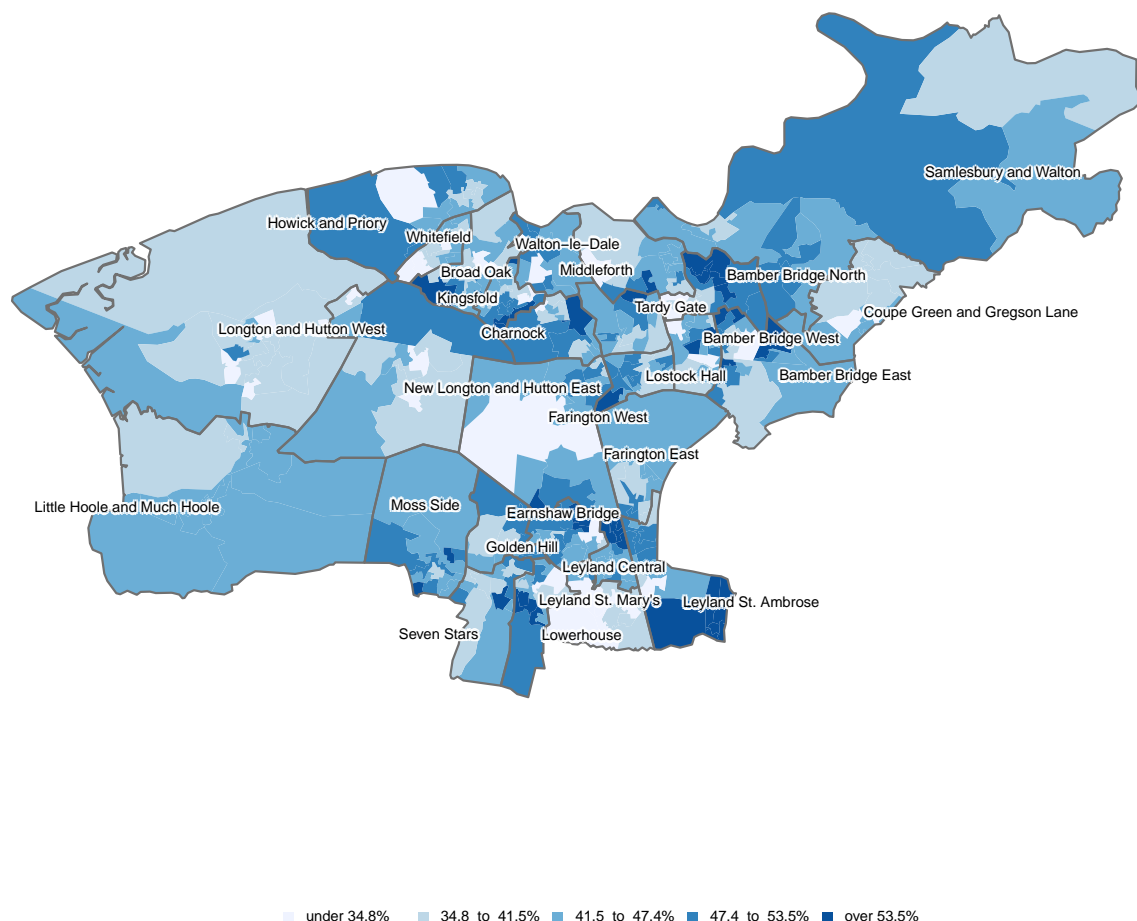 Samlesbury and Walton
Howick and Priory
Whitefield
Walton−le−Dale
Broad Oak
Middleforth
Bamber Bridge North
Kingsfold
Tardy Gate
Coupe Green and Gregson Lane
Longton and Hutton West
Charnock
Bamber Bridge West
Lostock Hall
Bamber Bridge East
New Longton and Hutton East
Farington West
Farington East
Little Hoole and Much Hoole
Moss Side
Earnshaw Bridge
Golden Hill
Leyland Central
Leyland St. Mary's
Leyland St. Ambrose
Seven Stars
Lowerhouse
under 34.8% 34.8 to 41.5% 41.5 to 47.4% 47.4 to 53.5% over 53.5%